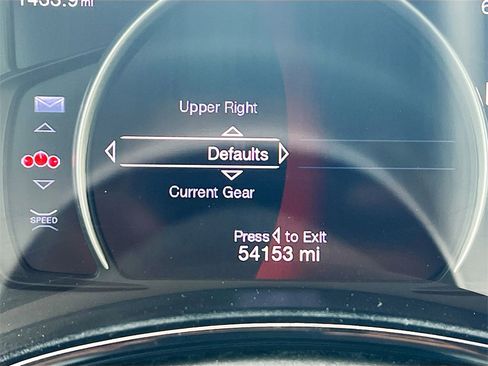 Upper Right
Defaults
Current Gear
SPEED
Press to Exit
54153 mi